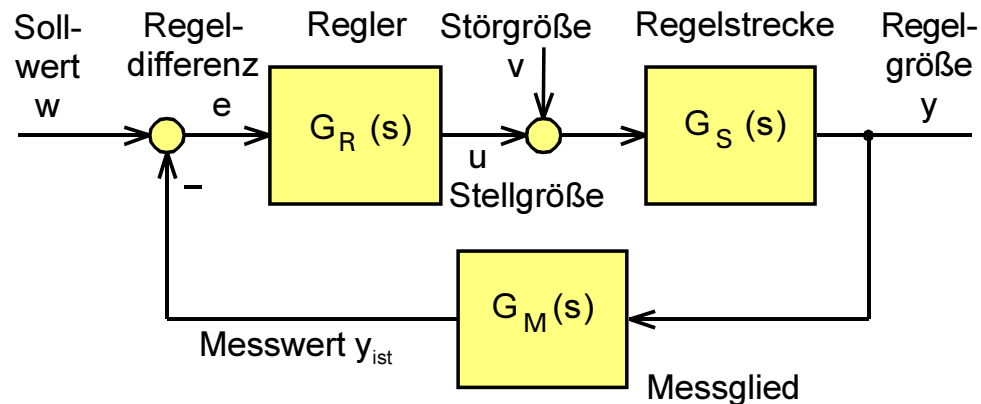 Soll-
wert
w
Regel-
differenz
e
Regler
G_R (s)
Störgröße
v
u
Stellgröße
Regelstrecke
G_S (s)
Regel-
größe
y
–
G_M (s)
Messwert y_ist
Messglied